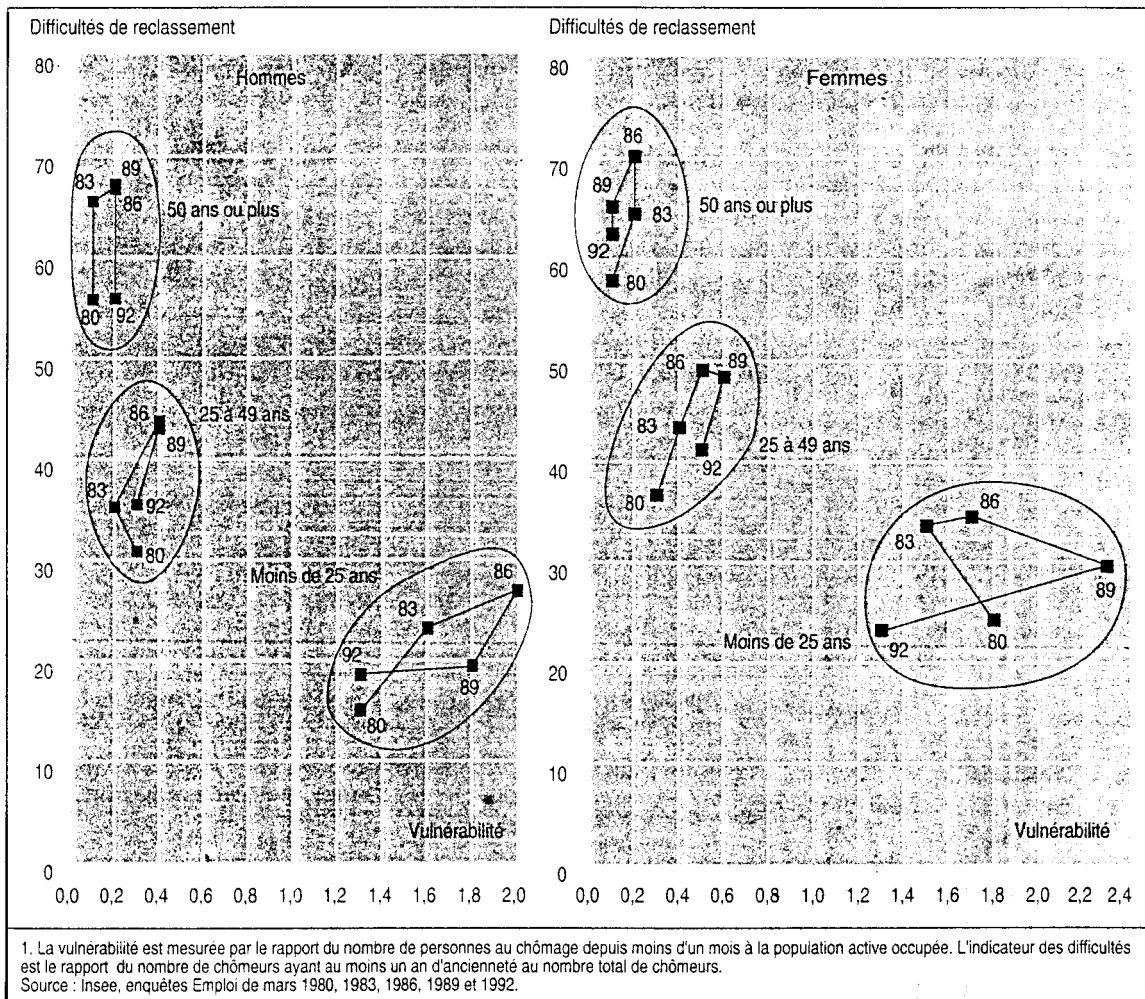 Difficultés de reclassement
Hommes
80
70
60
50
40
30
20
10
0
83
89
86
50 ans ou plus
80
92
86
25 à 49 ans
89
83
92
80
Moins de 25 ans
86
83
92
89
80
Vulnérabilité
0,0 0,2 0,4 0,6 0,8 1,0 1,2 1,4 1,6 1,8 2,0
Difficultés de reclassement
Femmes
80
70
60
50
40
30
20
10
0
86
89
50 ans ou plus
83
92
80
86
89
83
25 à 49 ans
92
80
86
83
89
Moins de 25 ans
92
80
Vulnérabilité
0,0 0,2 0,4 0,6 0,8 1,0 1,2 1,4 1,6 1,8 2,0 2,2 2,4
1. La vulnérabilité est mesurée par le rapport du nombre de personnes au chômage depuis moins d'un mois à la population active occupée. L'indicateur des difficultés
est le rapport du nombre de chômeurs ayant au moins un an d'ancienneté au nombre total de chômeurs.
Source : Insee, enquêtes Emploi de mars 1980, 1983, 1986, 1989 et 1992.